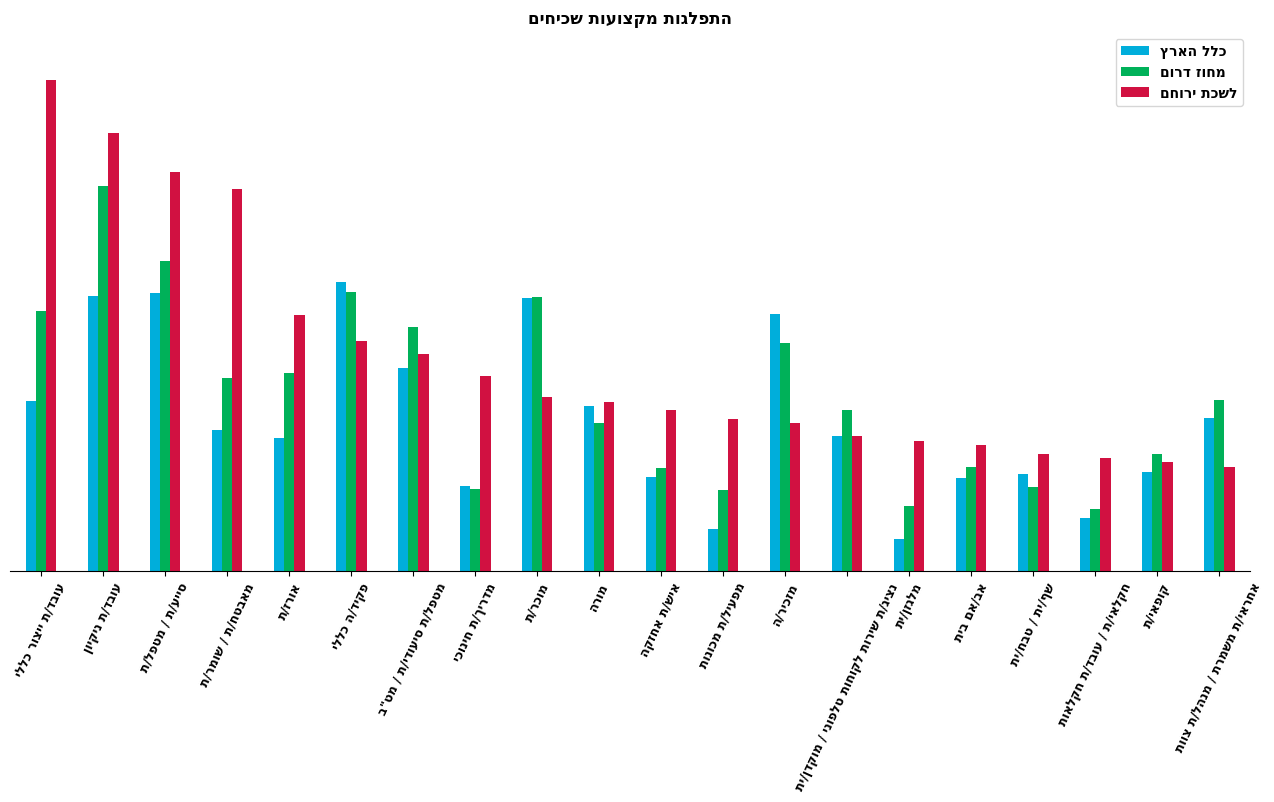 התפלגות מקצועות שכיחים
כלל הארץ
מחוז דרום
לשכת ירוחם
עובד/ת ייצור כללי
עובד/ת ניקיון
סייע/ת / מטפל/ת
מאבטח/ת / שומר/ת
אורז/ת
פקיד/ה כללי
מטפל/ת סיעודי/ת / מט"ב
מדריך/ת חינוכי
מוכר/ת
מורה
איש/ת אחזקה
מפעיל/ת מכונות
מזכיר/ה
נציג/ת שירות לקוחות טלפוני / מוקדן/ית
מלגזן/ית
אב/אם בית
שף/ית / טבח/ית
חקלאי/ת / עובד/ת חקלאות
קופאי/ת
אחראי/ת משמרת / מנהל/ת צוות